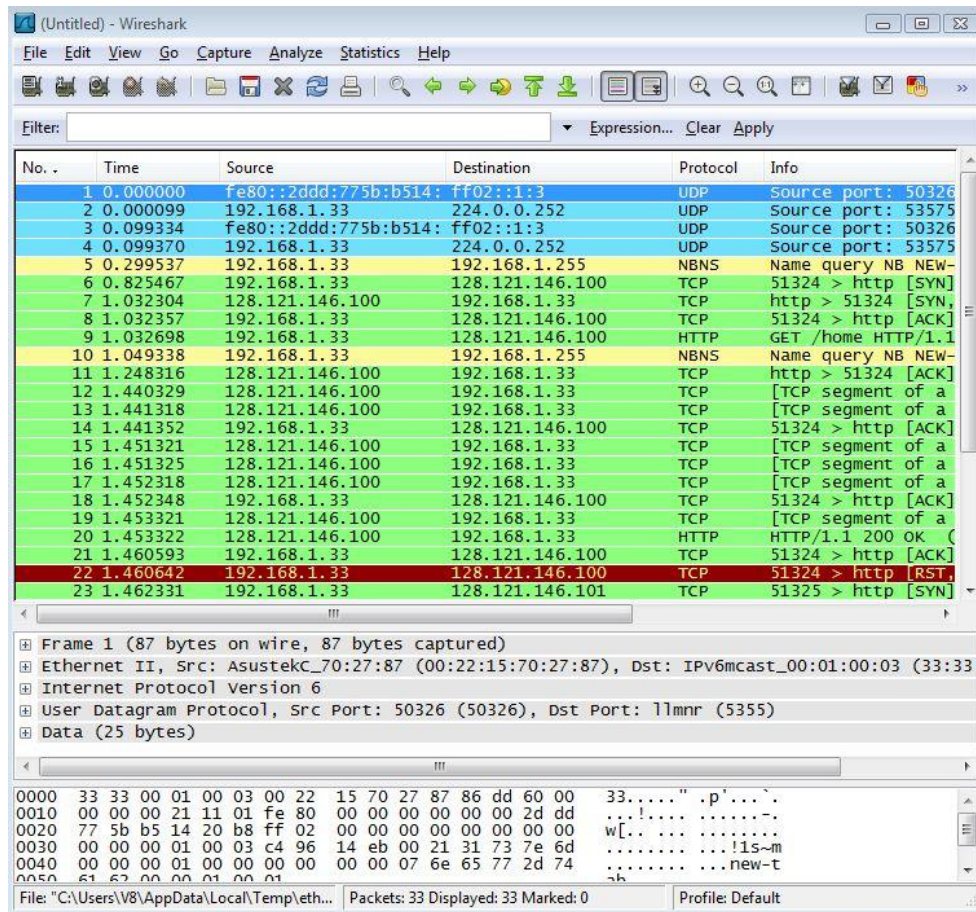 (Untitled) - Wireshark
File Edit View Go Capture Analyze Statistics Help
Filter: Expression... Clear Apply
No. . Time Source Destination Protocol Info
1 0.000000 fe80::2ddd:775b:b514: ff02::1:3 UDP Source port: 50326
2 0.000099 192.168.1.33 224.0.0.252 UDP Source port: 53575
3 0.099334 fe80::2ddd:775b:b514: ff02::1:3 UDP Source port: 50326
4 0.099370 192.168.1.33 224.0.0.252 UDP Source port: 53575
5 0.299537 192.168.1.33 192.168.1.255 NBNS Name query NB NEW-
6 0.825467 192.168.1.33 128.121.146.100 TCP 51324 > http [SYN]
7 1.032304 128.121.146.100 192.168.1.33 TCP http > 51324 [SYN,
8 1.032357 192.168.1.33 128.121.146.100 TCP 51324 > http [ACK]
9 1.032698 192.168.1.33 128.121.146.100 HTTP GET /home HTTP/1.1
10 1.049338 192.168.1.33 192.168.1.255 NBNS Name query NB NEW-
11 1.248316 128.121.146.100 192.168.1.33 TCP http > 51324 [ACK]
12 1.440329 128.121.146.100 192.168.1.33 TCP [TCP segment of a
13 1.441318 128.121.146.100 192.168.1.33 TCP [TCP segment of a
14 1.441352 192.168.1.33 128.121.146.100 TCP 51324 > http [ACK]
15 1.451321 128.121.146.100 192.168.1.33 TCP [TCP segment of a
16 1.451325 128.121.146.100 192.168.1.33 TCP [TCP segment of a
17 1.452318 128.121.146.100 192.168.1.33 TCP [TCP segment of a
18 1.452348 192.168.1.33 128.121.146.100 TCP 51324 > http [ACK]
19 1.453321 128.121.146.100 192.168.1.33 TCP [TCP segment of a
20 1.453322 128.121.146.100 192.168.1.33 HTTP HTTP/1.1 200 OK (
21 1.460593 192.168.1.33 128.121.146.100 TCP 51324 > http [ACK]
22 1.460642 192.168.1.33 128.121.146.100 TCP 51324 > http [RST,
23 1.462331 192.168.1.33 128.121.146.101 TCP 51325 > http [SYN]
Frame 1 (87 bytes on wire, 87 bytes captured)
Ethernet II, Src: AsustekC_70:27:87 (00:22:15:70:27:87), Dst: IPv6mcast_00:01:00:03 (33:33
Internet Protocol Version 6
User Datagram Protocol, Src Port: 50326 (50326), Dst Port: llmnr (5355)
Data (25 bytes)
0000 33 33 00 01 00 03 00 22 15 70 27 87 86 dd 60 00 33....." .p'...`.
0010 00 00 00 21 11 01 fe 80 00 00 00 00 00 00 2d dd ...!.... ......-.
0020 77 5b b5 14 20 b8 ff 02 00 00 00 00 00 00 00 00 w[.. ... ........
0030 00 00 00 01 00 03 c4 96 14 eb 00 21 31 73 7e 6d ........ ...!1s~m
0040 00 00 00 01 00 00 00 00 00 00 07 6e 65 77 2d 74 ........ ...new-t
0050 61 62 00 00 01 00 01 ab.....
File: "C:\Users\V8\AppData\Local\Temp\eth... Packets: 33 Displayed: 33 Marked: 0 Profile: Default